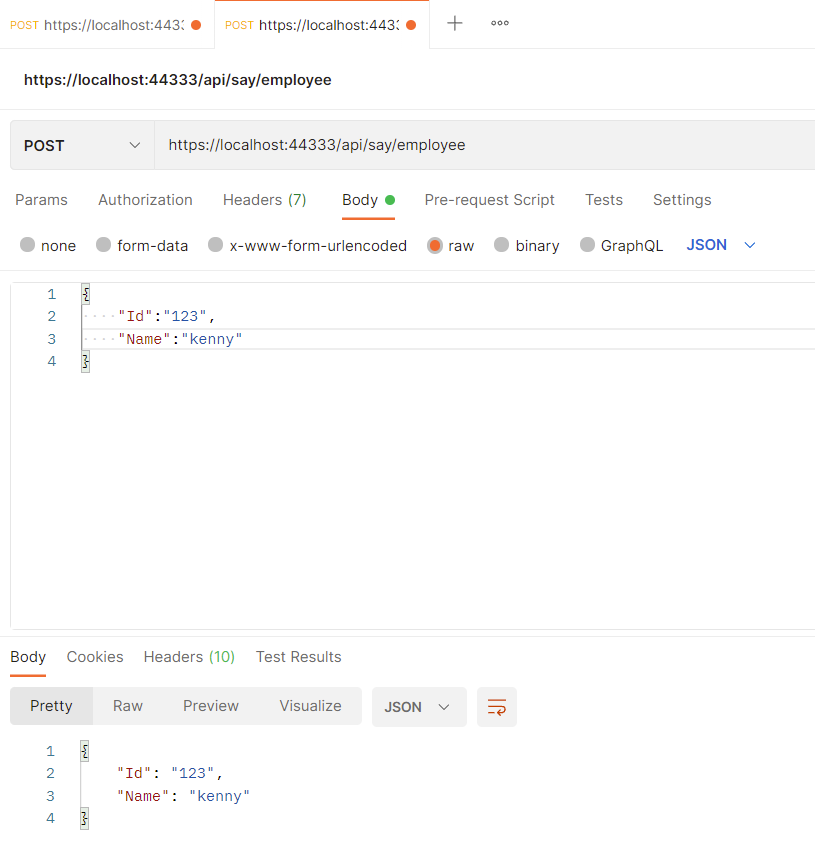 POST https://localhost:443: POST https://localhost:443:
https://localhost:44333/api/say/employee
POST https://localhost:44333/api/say/employee
Params Authorization Headers (7) Body Pre-request Script Tests Settings
none form-data x-www-form-urlencoded raw binary GraphQL JSON
1 {
2 ····"Id":"123",
3 ····"Name":"kenny"
4 }
Body Cookies Headers (10) Test Results
Pretty Raw Preview Visualize JSON
1 {
2 "Id": "123",
3 "Name": "kenny"
4 }